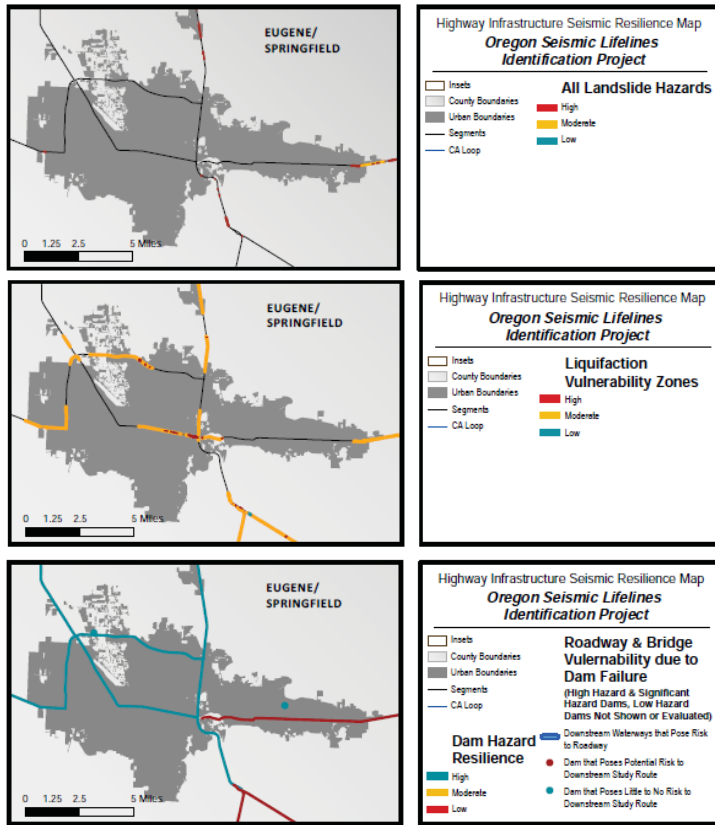 EUGENE/
SPRINGFIELD
0 1.25 2.5 5 Miles
Highway Infrastructure Seismic Resilience Map
Oregon Seismic Lifelines
Identification Project
Insets
County Boundaries
Urban Boundaries
Segments
CA Loop
All Landslide Hazards
High
Moderate
Low
EUGENE/
SPRINGFIELD
0 1.25 2.5 5 Miles
Highway Infrastructure Seismic Resilience Map
Oregon Seismic Lifelines
Identification Project
Insets
County Boundaries
Urban Boundaries
Segments
CA Loop
Liquifaction
Vulnerability Zones
High
Moderate
Low
EUGENE/
SPRINGFIELD
0 1.25 2.5 5 Miles
Highway Infrastructure Seismic Resilience Map
Oregon Seismic Lifelines
Identification Project
Insets
County Boundaries
Urban Boundaries
Segments
CA Loop
Dam Hazard
Resilience
High
Moderate
Low
Roadway & Bridge
Vulernability due to
Dam Failure
(High Hazard & Significant
Hazard Dams, Low Hazard
Dams Not Shown or Evaluated)
Downstream Waterways that Pose Risk
to Roadway
Dam that Poses Potential Risk to
Downstream Study Route
Dam that Poses Little to No Risk to
Downstream Study Route